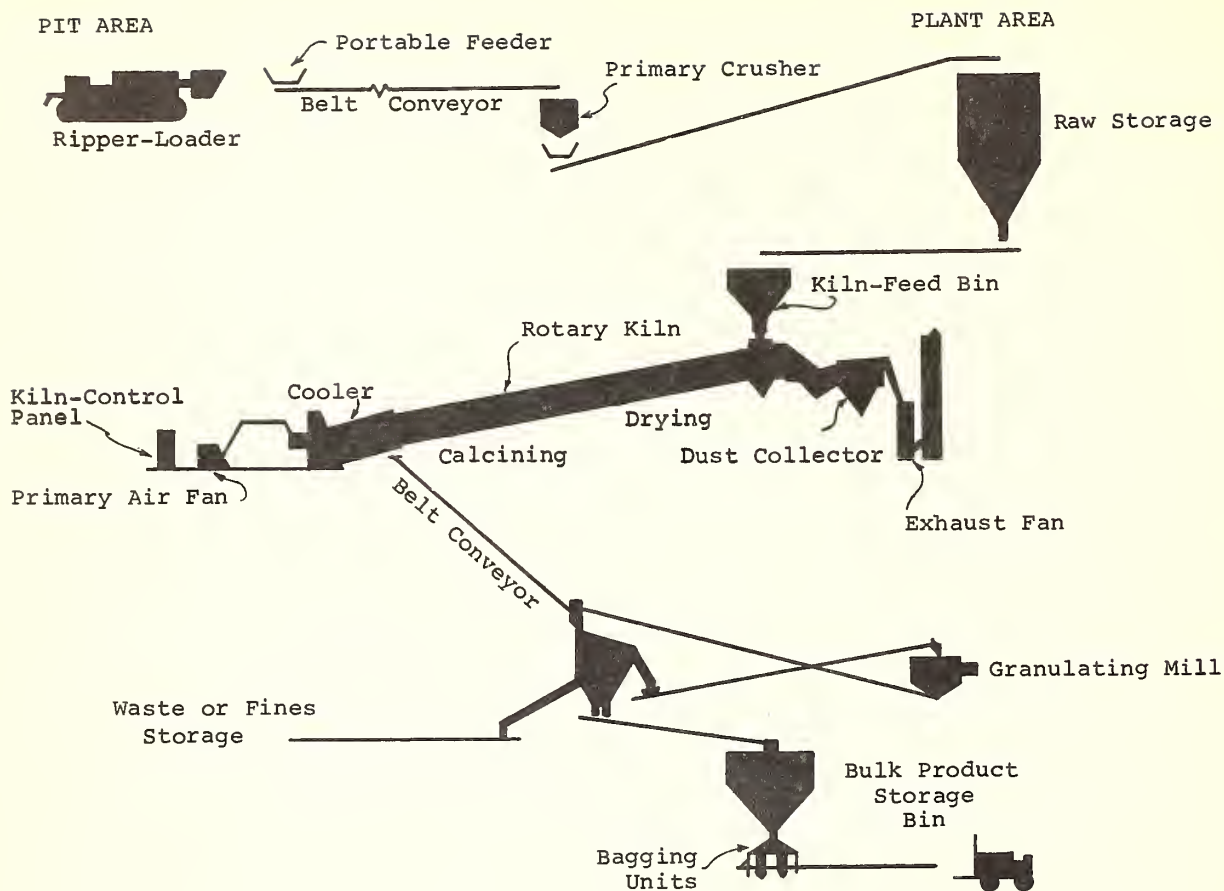 PIT AREA
PLANT AREA
Portable Feeder
Primary Crusher
Belt Conveyor
Ripper-Loader
Raw Storage
Kiln-Feed Bin
Rotary Kiln
Cooler
Kiln-Control
Panel
Drying
Calcining
Dust Collector
Primary Air Fan
Exhaust Fan
Belt Conveyor
Granulating Mill
Waste or Fines
Storage
Bulk Product
Storage
Bin
Bagging
Units